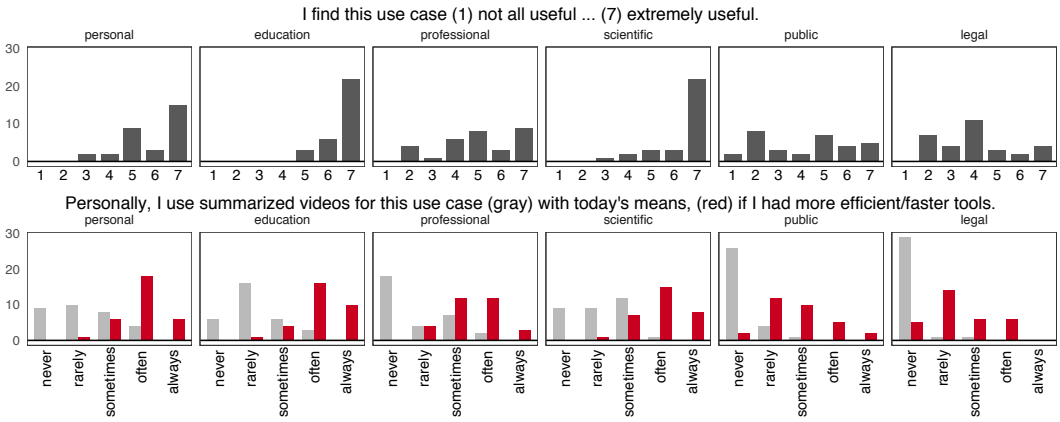 I find this use case (1) not all useful ... (7) extremely useful.
personal education professional scientific public legal
30
20
10
0
1 2 3 4 5 6 7 1 2 3 4 5 6 7 1 2 3 4 5 6 7 1 2 3 4 5 6 7 1 2 3 4 5 6 7 1 2 3 4 5 6 7
Personally, I use summarized videos for this use case (gray) with today's means, (red) if I had more efficient/faster tools.
personal education professional scientific public legal
30
20
10
0
never rarely sometimes often always never rarely sometimes often always never rarely sometimes often always never rarely sometimes often always never rarely sometimes often always never rarely sometimes often always